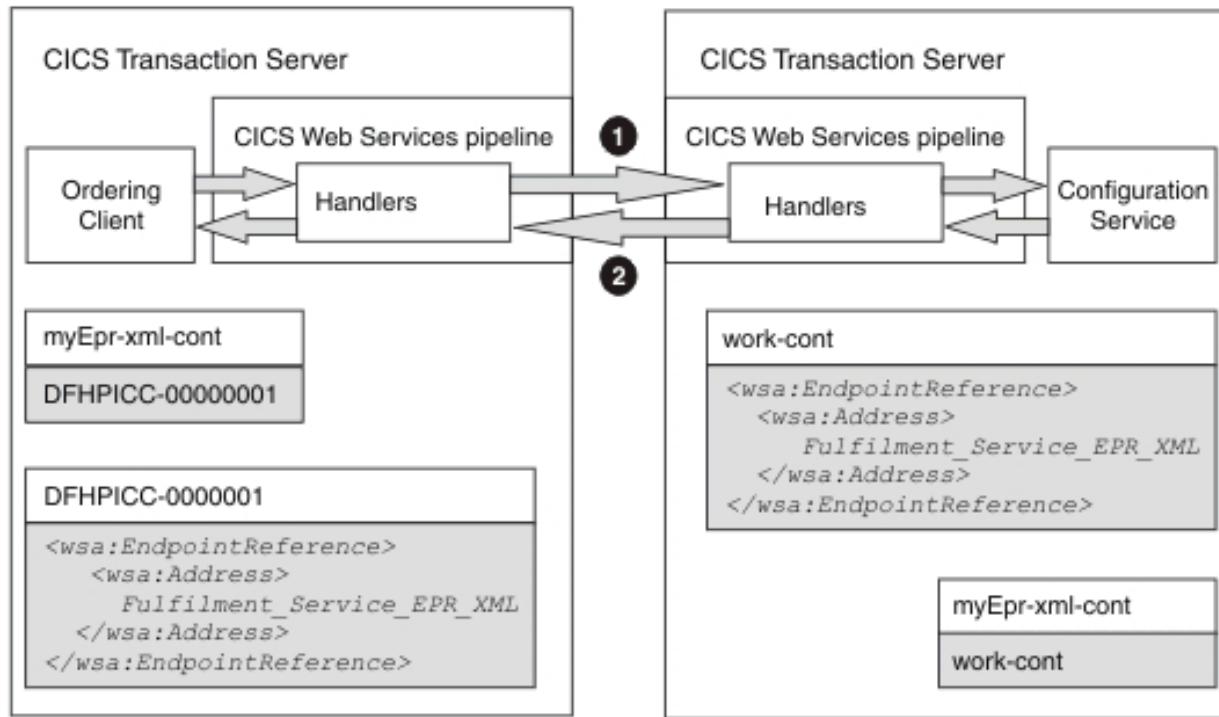 CICS Transaction Server
CICS Web Services pipeline
Ordering
Client
Handlers
1
2
myEpr-xml-cont
DFHPICC-00000001
DFHPICC-0000001
<wsa:EndpointReference>
<wsa:Address>
Fulfilment_Service_EPR_XML
</wsa:Address>
</wsa:EndpointReference>
CICS Transaction Server
CICS Web Services pipeline
Handlers
Configuration
Service
work-cont
<wsa:EndpointReference>
<wsa:Address>
Fulfilment_Service_EPR_XML
</wsa:Address>
</wsa:EndpointReference>
myEpr-xml-cont
work-cont